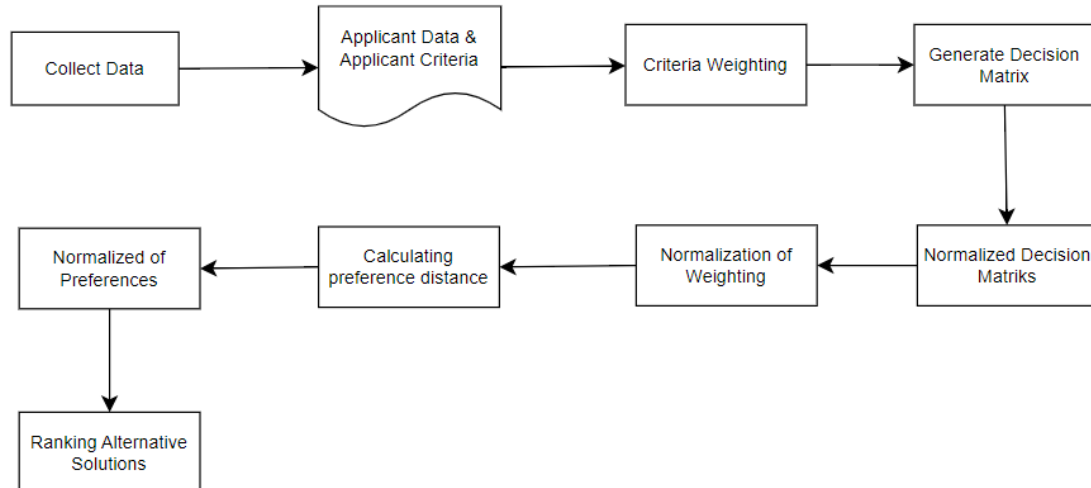 Collect Data
Applicant Data &
Applicant Criteria
Criteria Weighting
Generate Decision
Matrix
Normalized Decision
Matriks
Normalization of
Weighting
Calculating
preference distance
Normalized of
Preferences
Ranking Alternative
Solutions